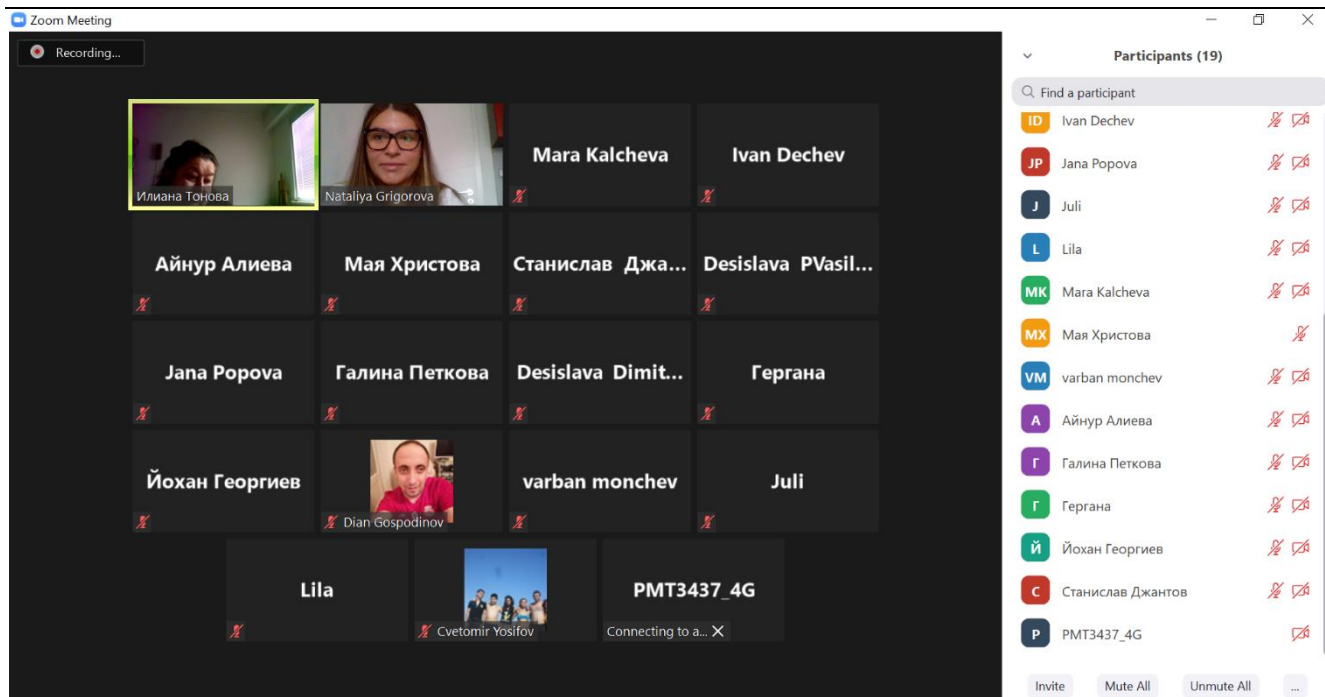 Zoom Meeting
Recording...
Илиана Тонова
Nataliya Grigorova
Mara Kalcheva
Ivan Dechev
Айнур Алиева
Мая Христова
Станислав Джа...
Desislava PVasil...
Jana Popova
Галина Петкова
Desislava Dimit...
Гергана
Йохан Георгиев
Dian Gospodinov
varban monchev
Juli
Lila
Cvetomir Yosifov
PMT3437_4G
Connecting to a...
Participants (19)
Find a participant
ID Ivan Dechev
JP Jana Popova
J Juli
L Lila
MK Mara Kalcheva
МХ Мая Христова
VM varban monchev
А Айнур Алиева
Г Галина Петкова
Г Гергана
Й Йохан Георгиев
С Станислав Джантов
P PMT3437_4G
Invite Mute All Unmute All ...